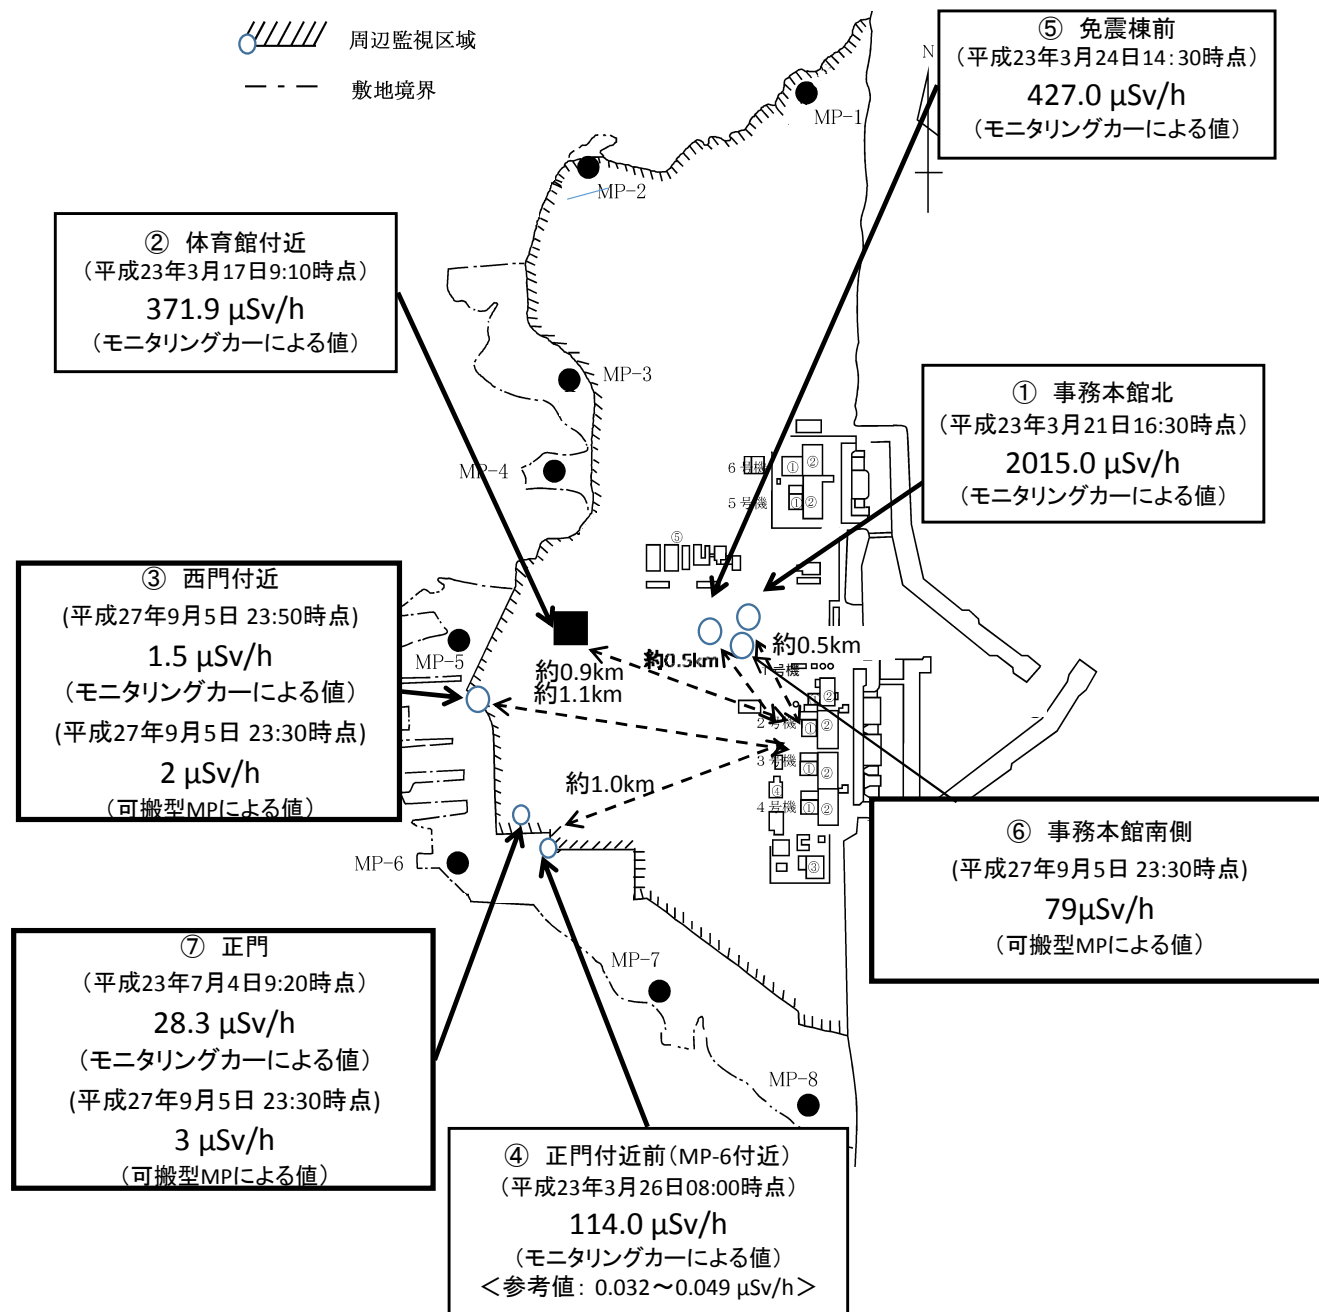 周辺監視区域
敷地境界
⑤ 免震棟前
（平成23年3月24日14：30時点）
427.0 μSv/h
（モニタリングカーによる値）
N
MP-1
MP-2
② 体育館付近
（平成23年3月17日9:10時点）
371.9 μSv/h
（モニタリングカーによる値）
MP-3
① 事務本館北
（平成23年3月21日16:30時点）
2015.0 μSv/h
（モニタリングカーによる値）
MP-4
6号機
①
②
5号機
①
②
⑤
③ 西門付近
(平成27年9月5日 23:50時点)
1.5 μSv/h
（モニタリングカーによる値）
(平成27年9月5日 23:30時点)
2 μSv/h
（可搬型MPによる値）
MP-5
約0.5km
約0.5km
約0.9km
約1.1km
1号機
②
2号機
①
②
3号機
①
②
約1.0km
④
4号機
①
②
③
MP-6
⑥ 事務本館南側
(平成27年9月5日 23:30時点)
79μSv/h
（可搬型MPによる値）
⑦ 正門
（平成23年7月4日9:20時点）
28.3 μSv/h
（モニタリングカーによる値）
(平成27年9月5日 23:30時点)
3 μSv/h
（可搬型MPによる値）
MP-7
MP-8
④ 正門付近前（MP-6付近）
（平成23年3月26日08:00時点）
114.0 μSv/h
（モニタリングカーによる値）
＜参考値： 0.032～0.049 μSv/h＞